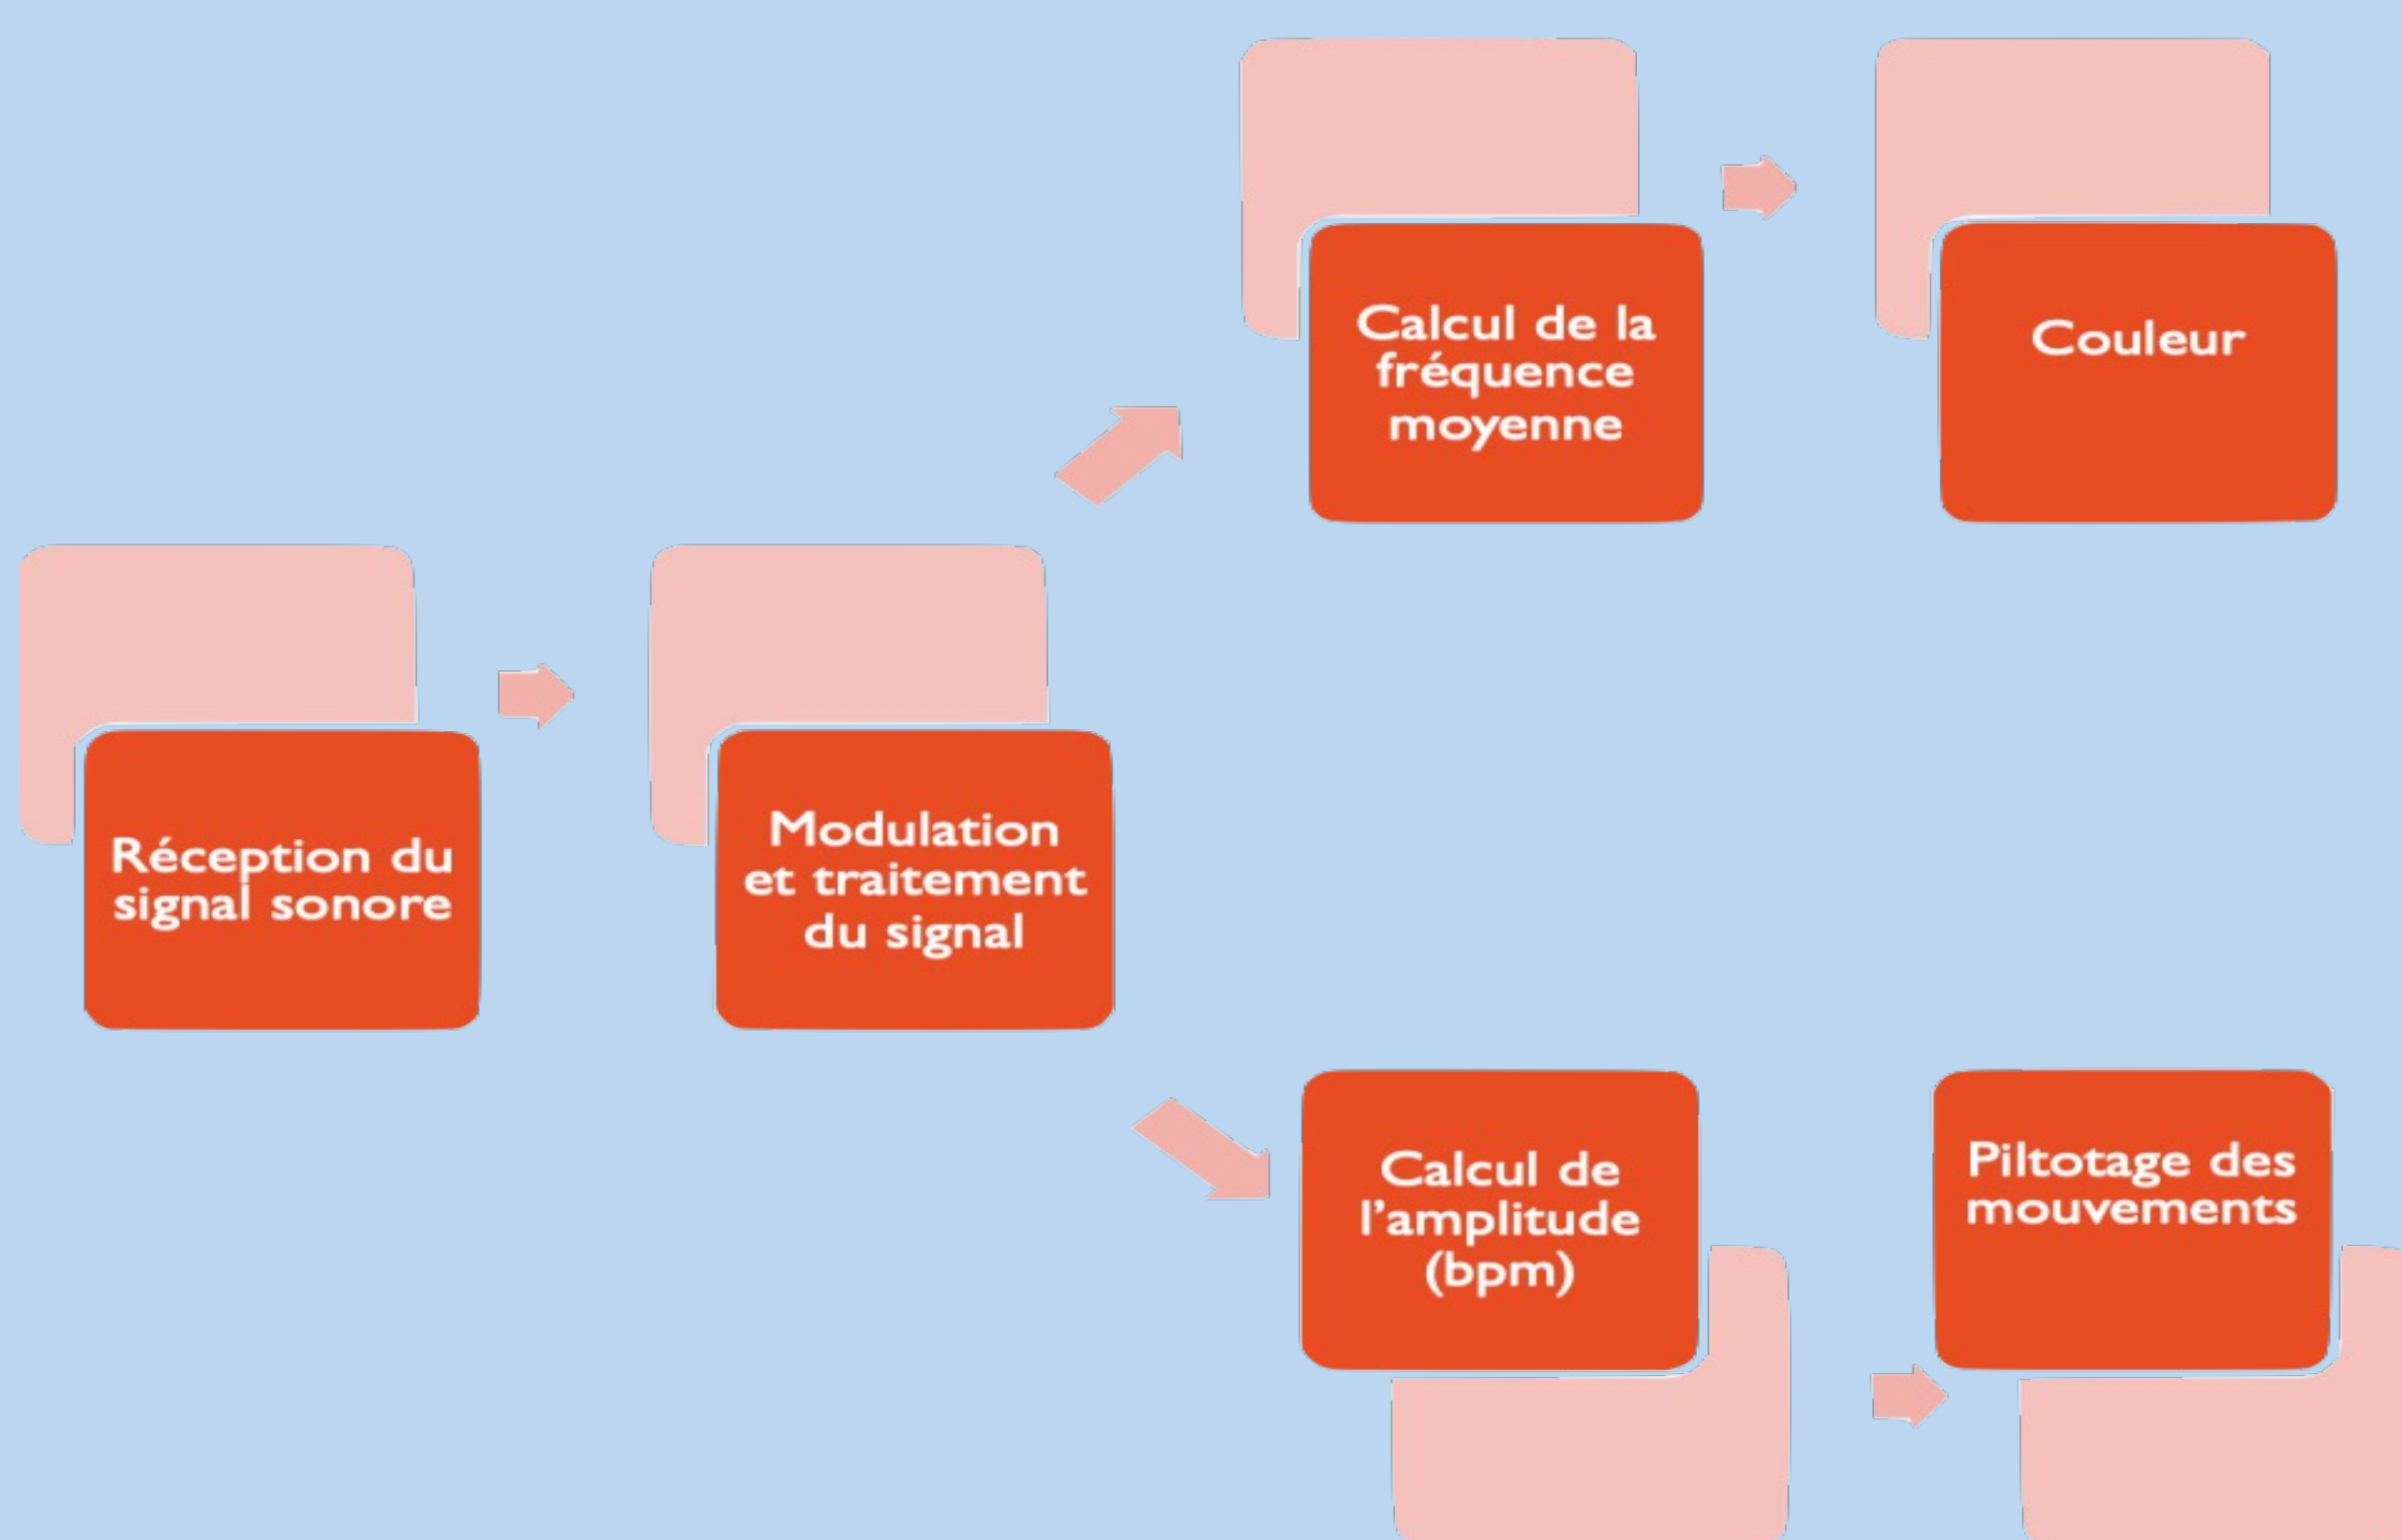 Réception du
signal sonore
Modulation
et traitement
du signal
Calcul de la
fréquence
moyenne
Couleur
Calcul de
l'amplitude
(bpm)
Piltotage des
mouvements